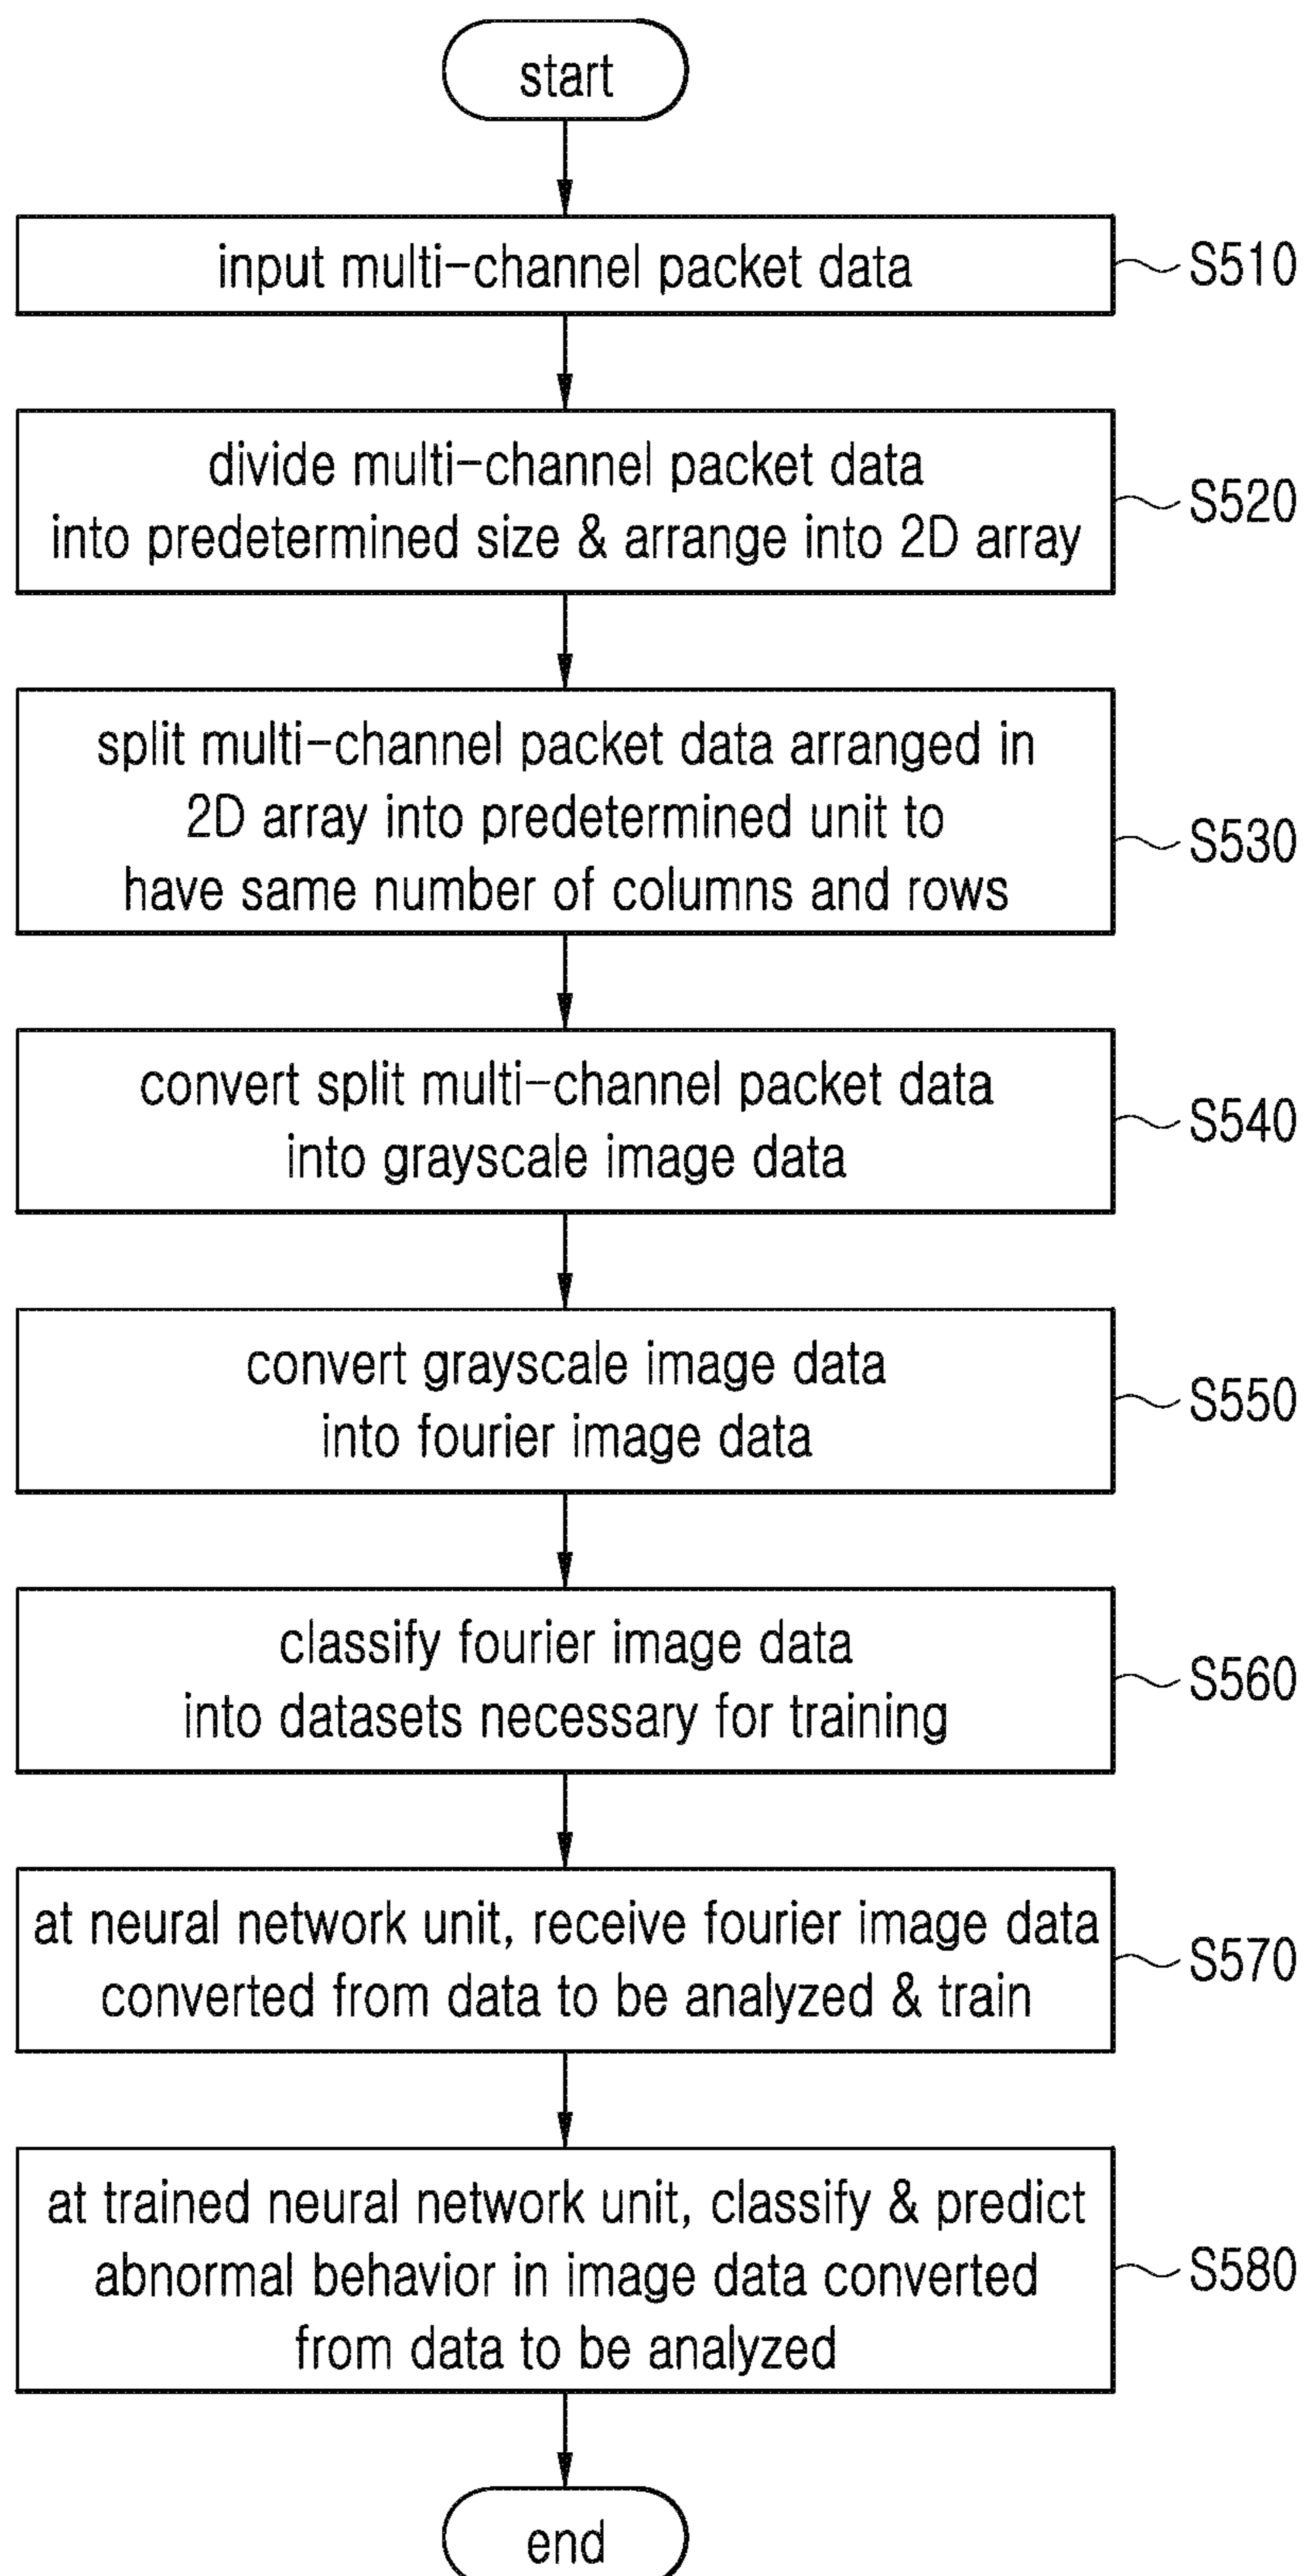 start
input multi-channel packet data
S510
divide multi-channel packet data
into predetermined size & arrange into 2D array
S520
split multi-channel packet data arranged in
2D array into predetermined unit to
have same number of columns and rows
S530
convert split multi-channel packet data
into grayscale image data
S540
convert grayscale image data
into fourier image data
S550
classify fourier image data
into datasets necessary for training
S560
at neural network unit, receive fourier image data
converted from data to be analyzed & train
S570
at trained neural network unit, classify & predict
abnormal behavior in image data converted
from data to be analyzed
S580
end